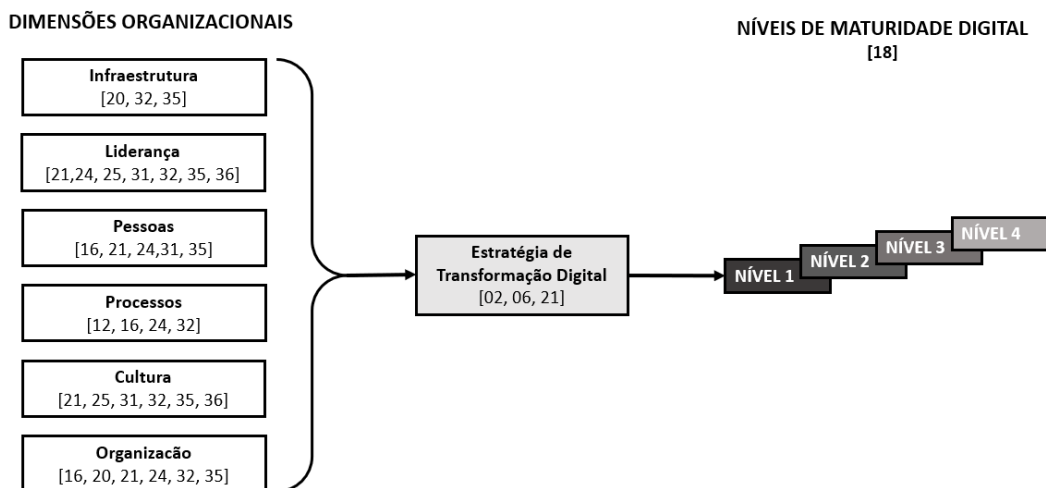 DIMENSÕES ORGANIZACIONAIS
Infraestrutura
[20, 32, 35]
Liderança
[21,24, 25, 31, 32, 35, 36]
Pessoas
[16, 21, 24,31, 35]
Processos
[12, 16, 24, 32]
Cultura
[21, 25, 31, 32, 35, 36]
Organizacão
[16, 20, 21, 24, 32, 35]
Estratégia de
Transformação Digital
[02, 06, 21]
NÍVEIS DE MATURIDADE DIGITAL
[18]
NÍVEL 1
NÍVEL 2
NÍVEL 3
NÍVEL 4